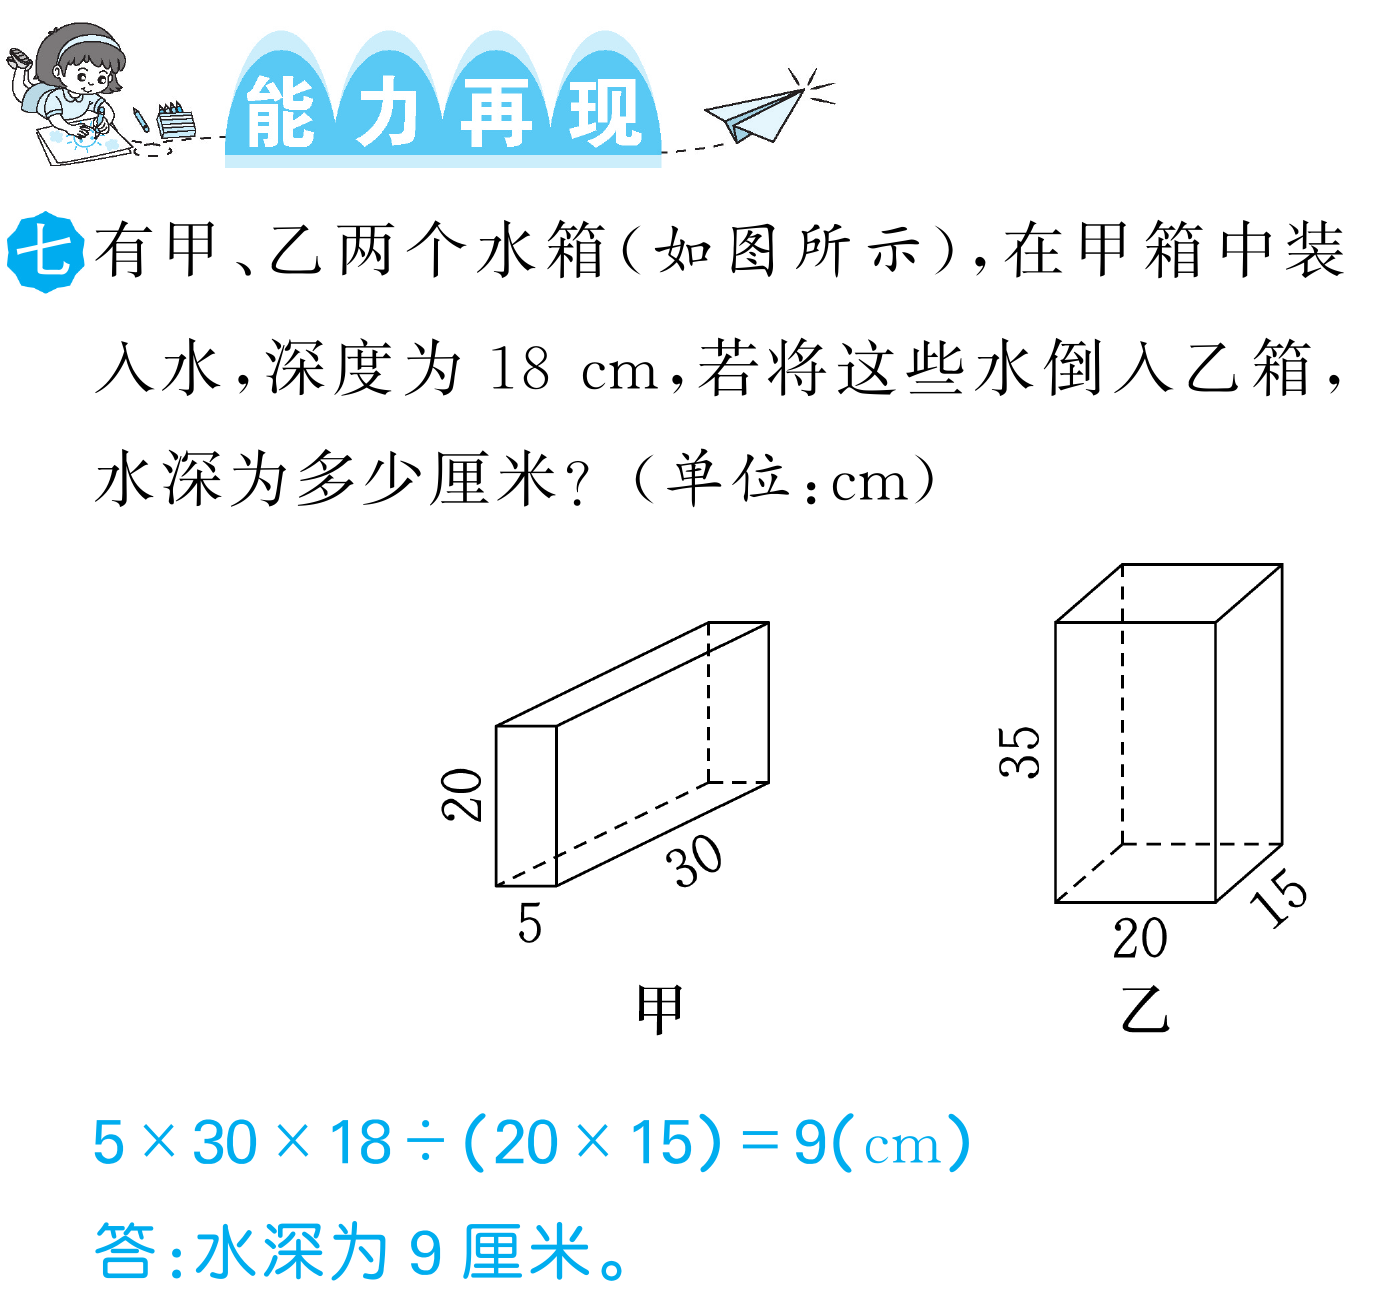 能力再现
七 有甲、乙两个水箱(如图所示),在甲箱中装
入水,深度为 18 cm,若将这些水倒入乙箱,
水深为多少厘米?(单位:cm)
20
5
30
甲
35
20
15
乙
5×30×18÷(20×15)=9(cm)
答:水深为 9 厘米。